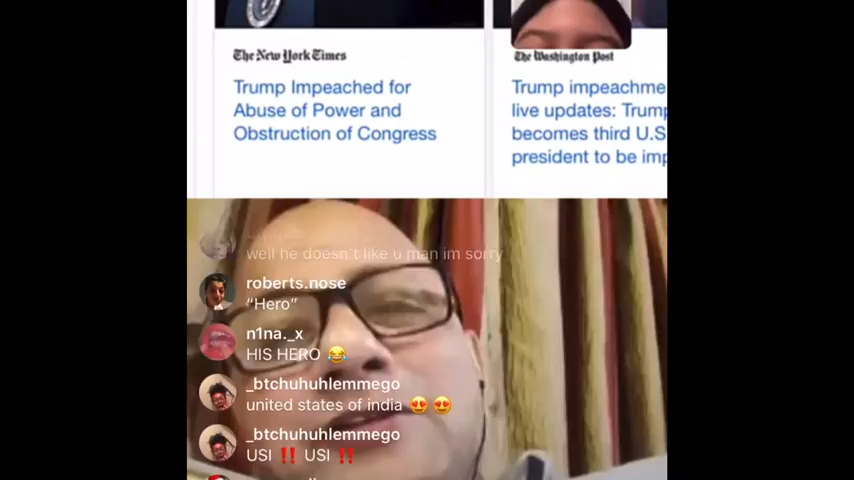 The New York Times
The Washington Post
Trump Impeached for
Abuse of Power and
Obstruction of Congress
Trump impeachme
live updates: Trump
becomes third U.S
president to be imp
well he doesn't like u man im sorry
roberts.nose
“Hero”
n1na._x
HIS HERO 😂
_btchuhuhlemmego
united states of india 😍 😍
_btchuhuhlemmego
USI ‼️ USI ‼️